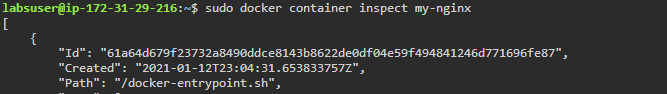 labsuser@ip-172-31-29-216:~$ sudo docker container inspect my-nginx
[
    {
        "Id": "61a64d679f23732a8490ddce8143b8622de0df04e59f494841246d771696fe87",
        "Created": "2021-01-12T23:04:31.653833757Z",
        "Path": "/docker-entrypoint.sh",